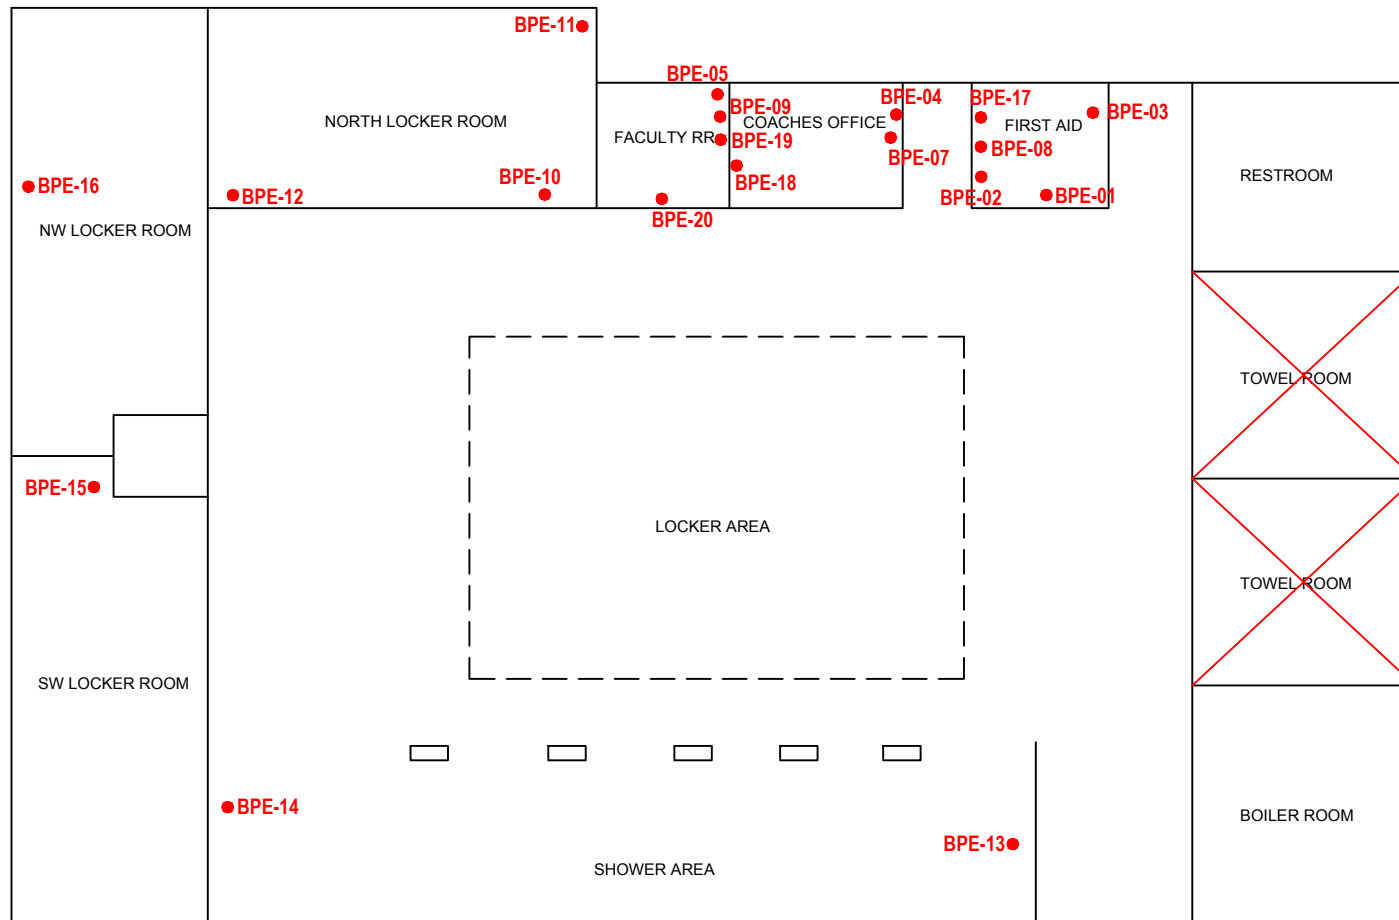 BPE-11
BPE-05
BPE-09
BPE-04
BPE-17
BPE-03
NORTH LOCKER ROOM
COACHES OFFICE
FIRST AID
FACULTY RR
BPE-19
BPE-07
BPE-08
BPE-18
RESTROOM
BPE-16
BPE-12
BPE-10
BPE-02
BPE-01
BPE-20
NW LOCKER ROOM
TOWEL ROOM
BPE-15
LOCKER AREA
TOWEL ROOM
SW LOCKER ROOM
BPE-14
BOILER ROOM
BPE-13
SHOWER AREA